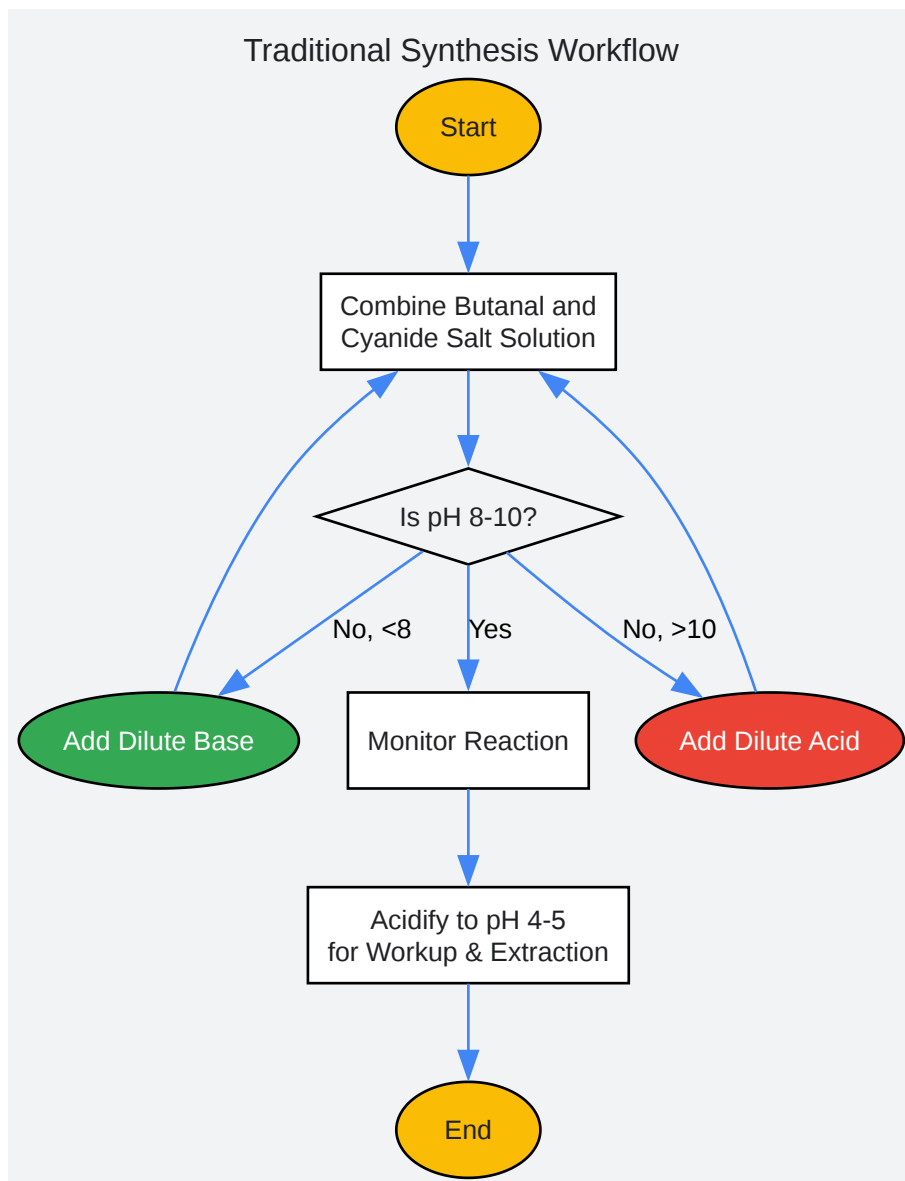 Traditional Synthesis Workflow
Start
Combine Butanal and
Cyanide Salt Solution
Is pH 8-10?
No, <8
Yes
No, >10
Add Dilute Base
Monitor Reaction
Add Dilute Acid
Acidify to pH 4-5
for Workup & Extraction
End